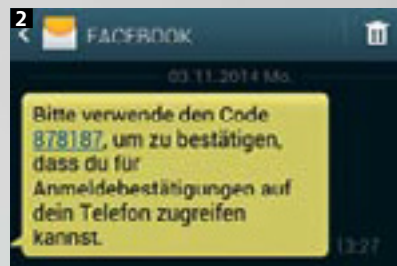 2
FACEBOOK
03.11.2014 Mo.
Bitte verwende den Code
878187, um zu bestätigen,
dass du für
Anmeldebestätigungen auf
dein Telefon zugreifen
kannst.
13:27